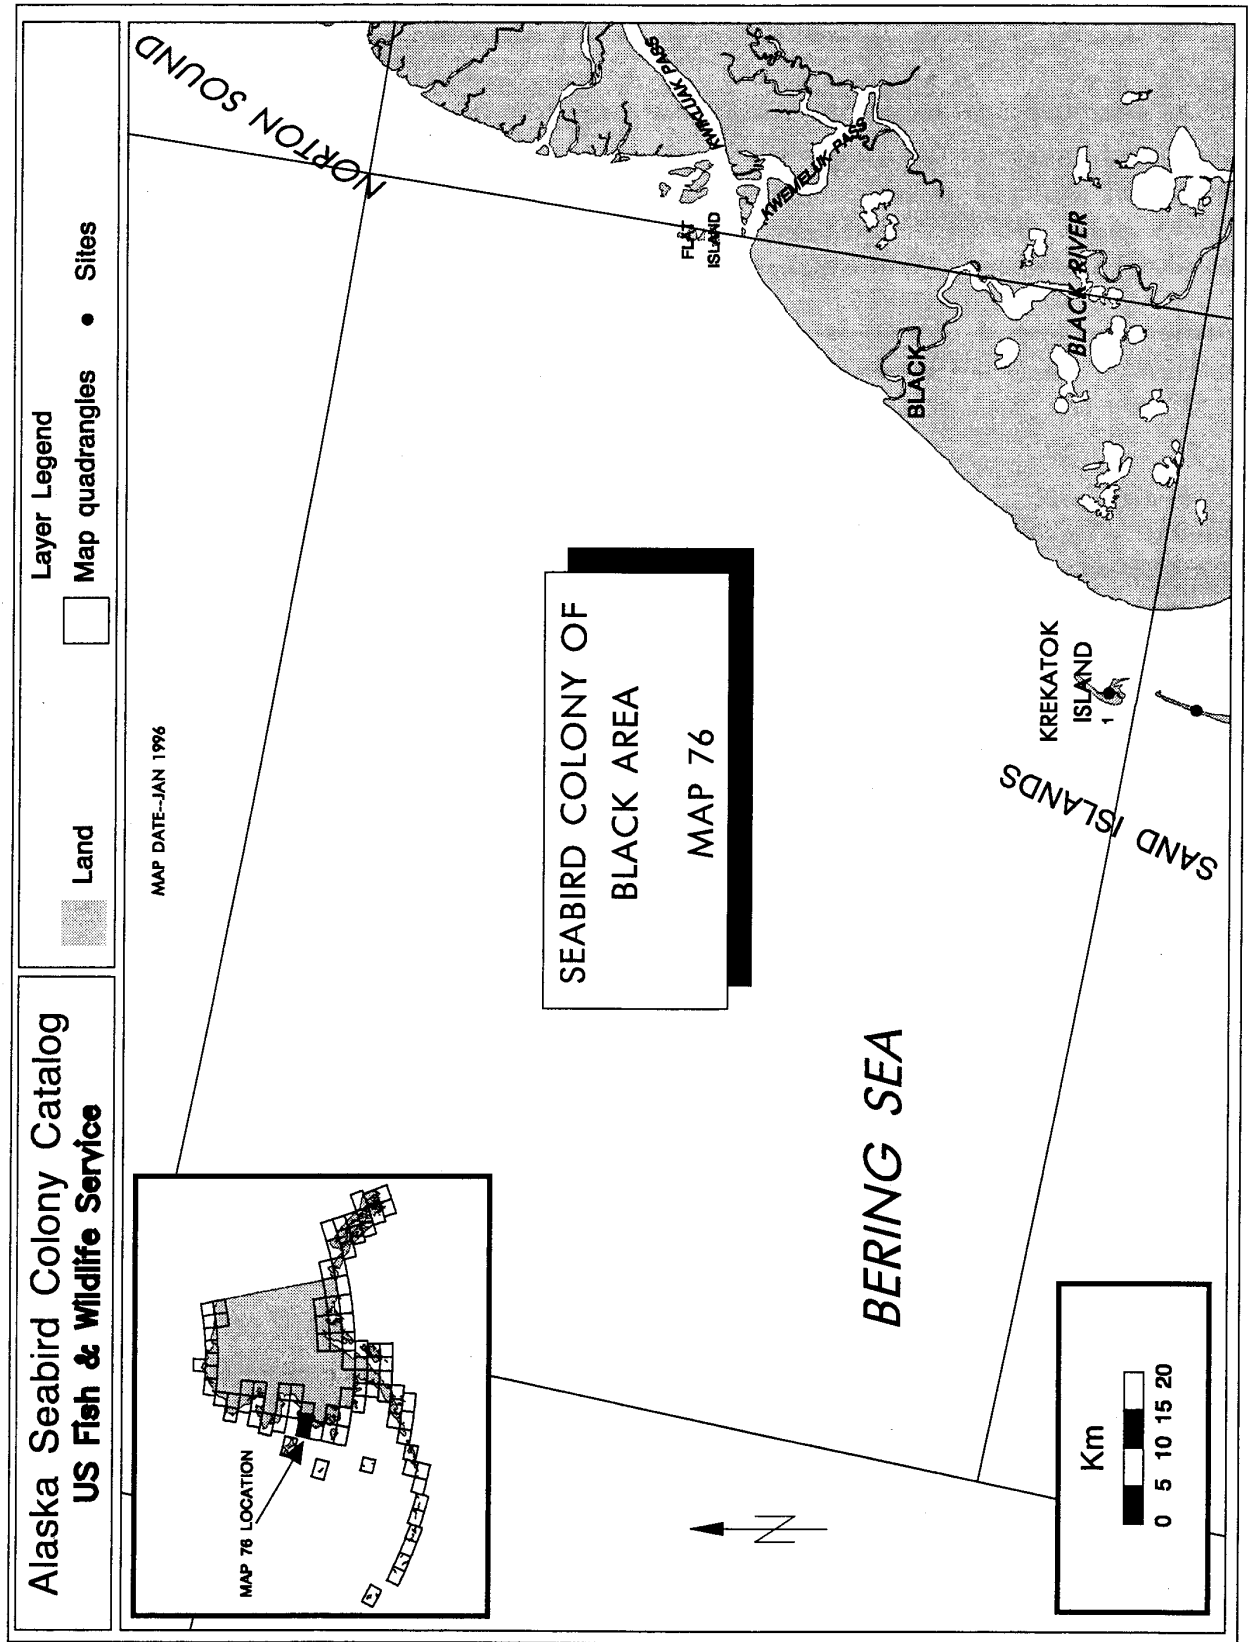 Alaska Seabird Colony Catalog
US Fish & Wildlife Service
Layer Legend
Land
Map quadrangles
Sites
MAP DATE--JAN 1996
MAP 76 LOCATION
NORTON SOUND
KWIKLUAK PASS
KWEMELUK PASS
FLAT
ISLAND
SEABIRD COLONY OF
BLACK AREA
MAP 76
BLACK
BLACK RIVER
BERING SEA
KREKATOK
ISLAND
1
SAND ISLANDS
N
Km
0 5 10 15 20